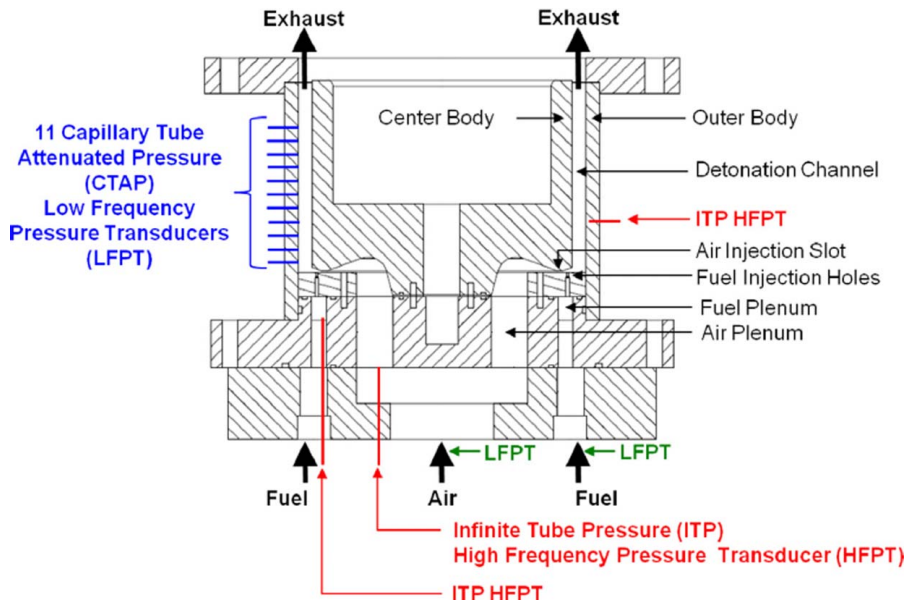 Exhaust
Exhaust
11 Capillary Tube
Attenuated Pressure
(CTAP)
Low Frequency
Pressure Transducers
(LFPT)
Center Body
Outer Body
Detonation Channel
ITP HFPT
Air Injection Slot
Fuel Injection Holes
Fuel Plenum
Air Plenum
LFPT
LFPT
Fuel
Air
Fuel
Infinite Tube Pressure (ITP)
High Frequency Pressure Transducer (HFPT)
ITP HFPT